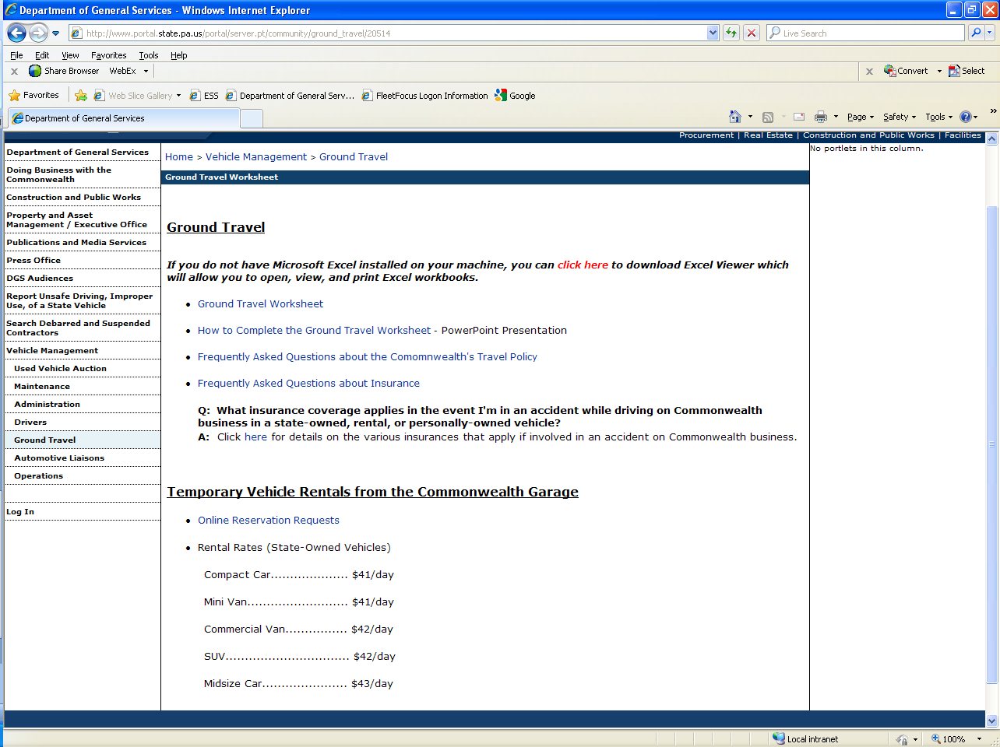 Department of General Services - Windows Internet Explorer
http://www.portal.state.pa.us/portal/server.pt/community/ground_travel/20514
Live Search
File Edit View Favorites Tools Help
x Share Browser WebEx
x Convert Select
Favorites Web Slice Gallery ESS Department of General Serv... FleetFocus Logon Information Google
Department of General Services
Page Safety Tools »
Procurement | Real Estate | Construction and Public Works | Facilities
Department of General Services
Doing Business with the
Commonwealth
Construction and Public Works
Property and Asset
Management / Executive Office
Publications and Media Services
Press Office
DGS Audiences
Report Unsafe Driving, Improper
Use, of a State Vehicle
Search Debarred and Suspended
Contractors
Vehicle Management
Used Vehicle Auction
Maintenance
Administration
Drivers
Ground Travel
Automotive Liaisons
Operations
Log In
Home > Vehicle Management > Ground Travel
Ground Travel Worksheet
Ground Travel
If you do not have Microsoft Excel installed on your machine, you can click here to download Excel Viewer which
will allow you to open, view, and print Excel workbooks.
• Ground Travel Worksheet
• How to Complete the Ground Travel Worksheet - PowerPoint Presentation
• Frequently Asked Questions about the Comomnwealth's Travel Policy
• Frequently Asked Questions about Insurance
Q: What insurance coverage applies in the event I'm in an accident while driving on Commonwealth
business in a state-owned, rental, or personally-owned vehicle?
A: Click here for details on the various insurances that apply if involved in an accident on Commonwealth business.
Temporary Vehicle Rentals from the Commonwealth Garage
• Online Reservation Requests
• Rental Rates (State-Owned Vehicles)
Compact Car.................... $41/day
Mini Van.......................... $41/day
Commercial Van................ $42/day
SUV................................ $42/day
Midsize Car...................... $43/day
No portlets in this column.
Local intranet
100%